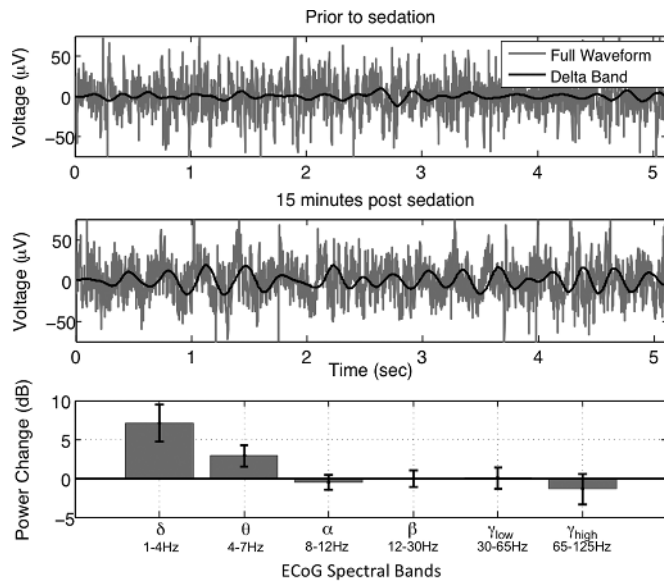 Prior to sedation
Full Waveform
Delta Band
Voltage (μV)
50
0
−50
0 1 2 3 4 5
15 minutes post sedation
Voltage (μV)
50
0
−50
0 1 2 3 4 5
Time (sec)
Power Change (dB)
10
5
0
−5
δ θ α β γlow γhigh
1-4Hz 4-7Hz 8-12Hz 12-30Hz 30-65Hz 65-125Hz
ECoG Spectral Bands